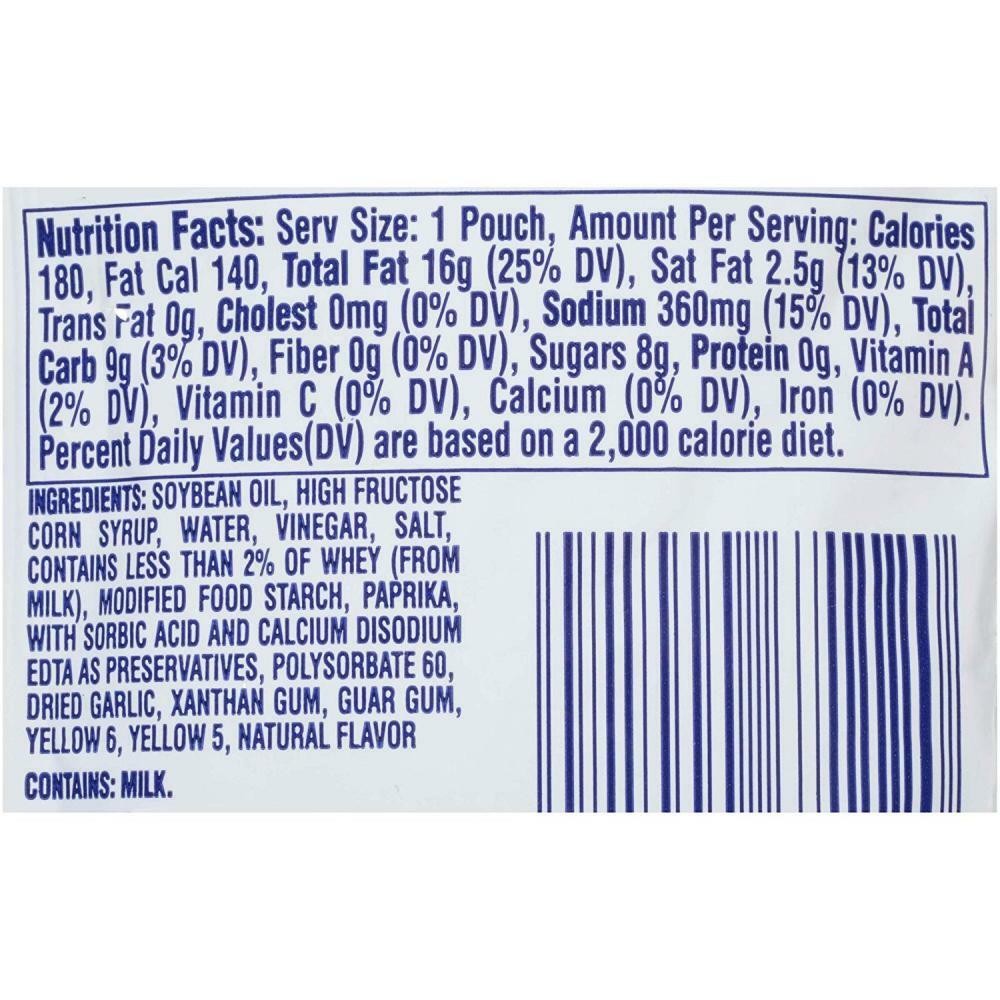 Nutrition Facts: Serv Size: 1 Pouch, Amount Per Serving: Calories
180, Fat Cal 140, Total Fat 16g (25% DV), Sat Fat 2.5g (13% DV),
Trans Fat 0g, Cholest 0mg (0% DV), Sodium 360mg (15% DV), Total
Carb 9g (3% DV), Fiber 0g (0% DV), Sugars 8g, Protein 0g, Vitamin A
(2% DV), Vitamin C (0% DV), Calcium (0% DV), Iron (0% DV).
Percent Daily Values(DV) are based on a 2,000 calorie diet.
INGREDIENTS: SOYBEAN OIL, HIGH FRUCTOSE
CORN SYRUP, WATER, VINEGAR, SALT,
CONTAINS LESS THAN 2% OF WHEY (FROM
MILK), MODIFIED FOOD STARCH, PAPRIKA,
WITH SORBIC ACID AND CALCIUM DISODIUM
EDTA AS PRESERVATIVES, POLYSORBATE 60,
DRIED GARLIC, XANTHAN GUM, GUAR GUM,
YELLOW 6, YELLOW 5, NATURAL FLAVOR
CONTAINS: MILK.